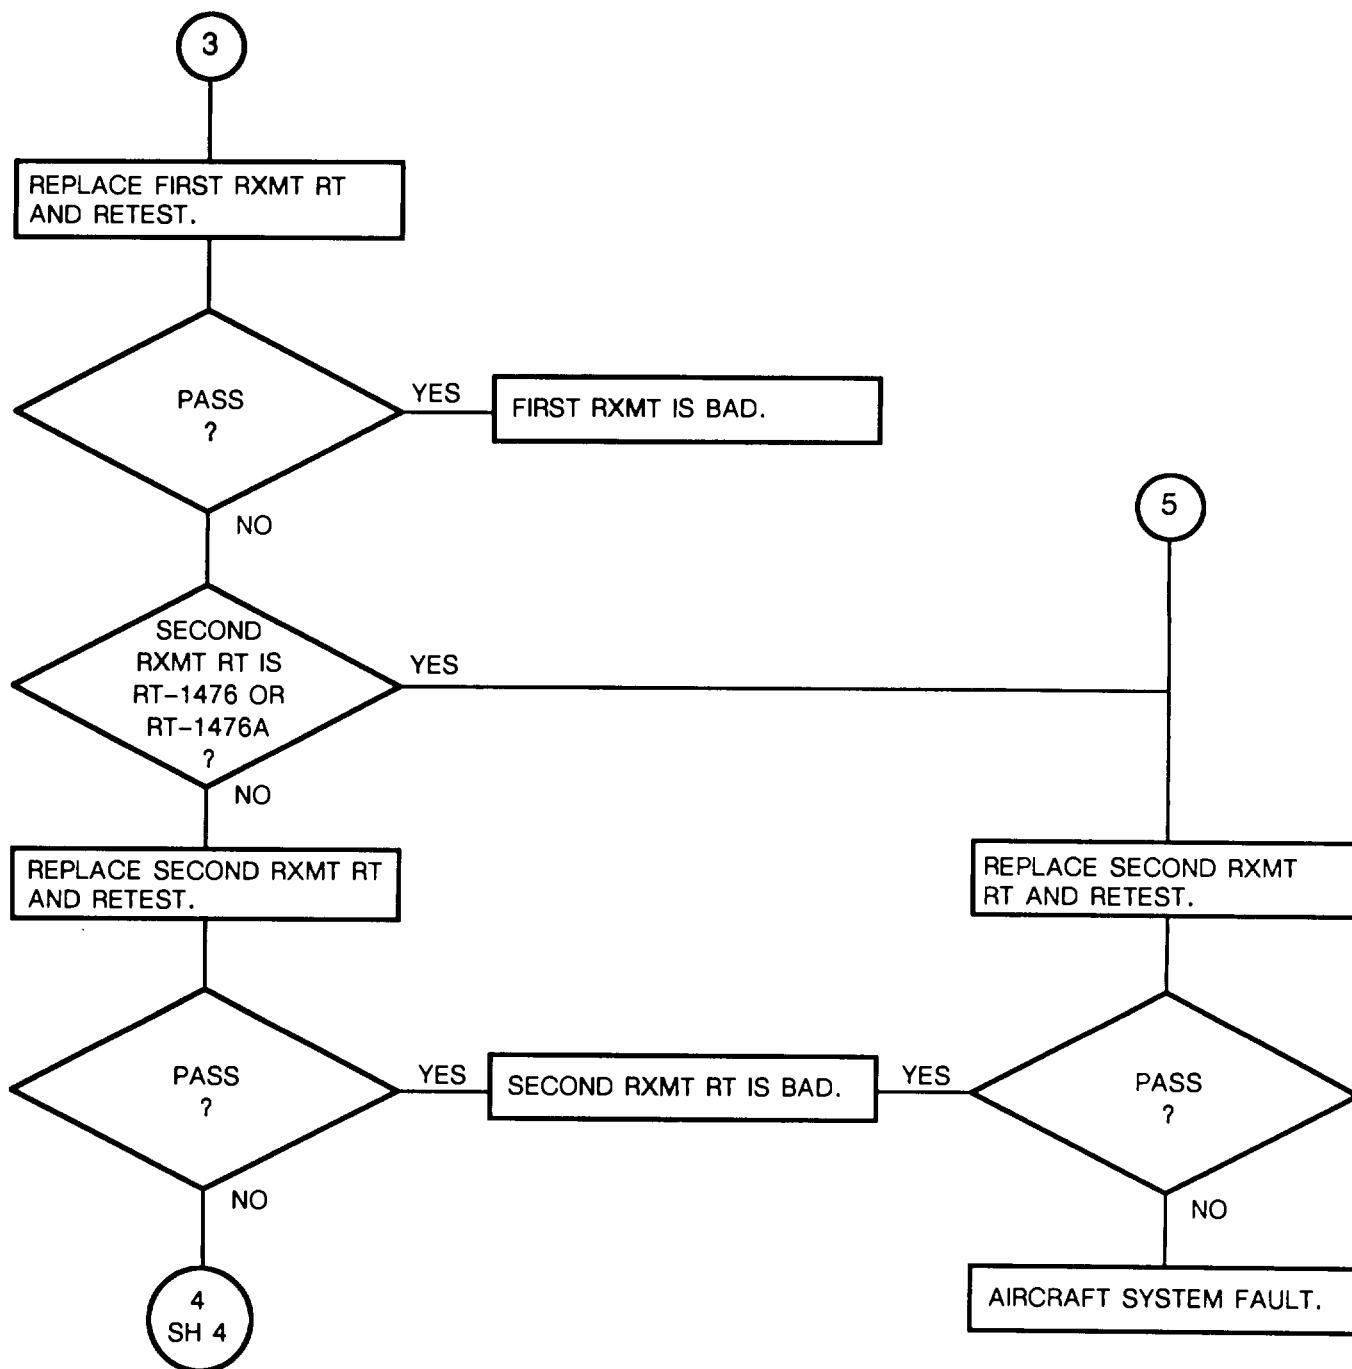 3
REPLACE FIRST RXMT RT
AND RETEST.
PASS
?
YES
FIRST RXMT IS BAD.
NO
5
SECOND
RXMT RT IS
RT-1476 OR
RT-1476A
?
YES
NO
REPLACE SECOND RXMT RT
AND RETEST.
REPLACE SECOND RXMT
RT AND RETEST.
PASS
?
YES
SECOND RXMT RT IS BAD.
YES
PASS
?
NO
NO
4
SH 4
AIRCRAFT SYSTEM FAULT.